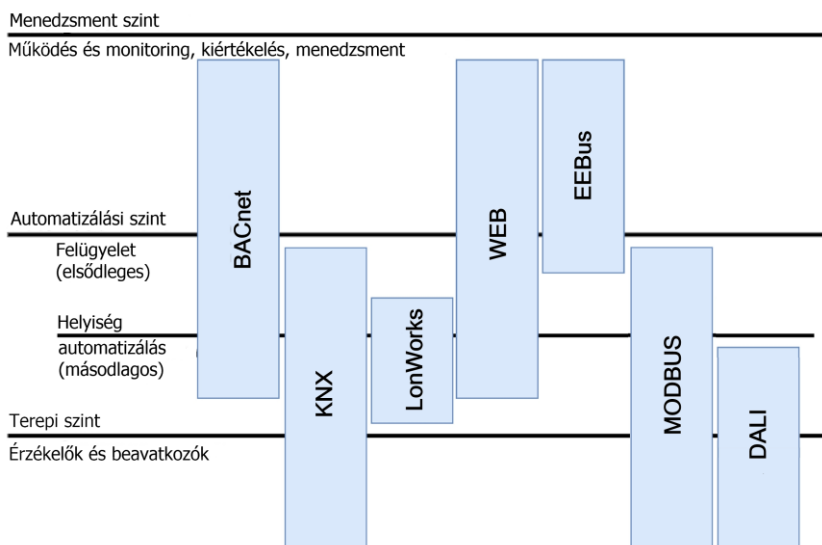 Menedzsment szint
Működés és monitoring, kiértékelés, menedzsment
BACnet
WEB
EEBus
Automatizálási szint
Felügyelet
(elsődleges)
KNX
LonWorks
MODBUS
Helyiség
automatizálás
(másodlagos)
DALI
Terepi szint
Érzékelők és beavatkozók